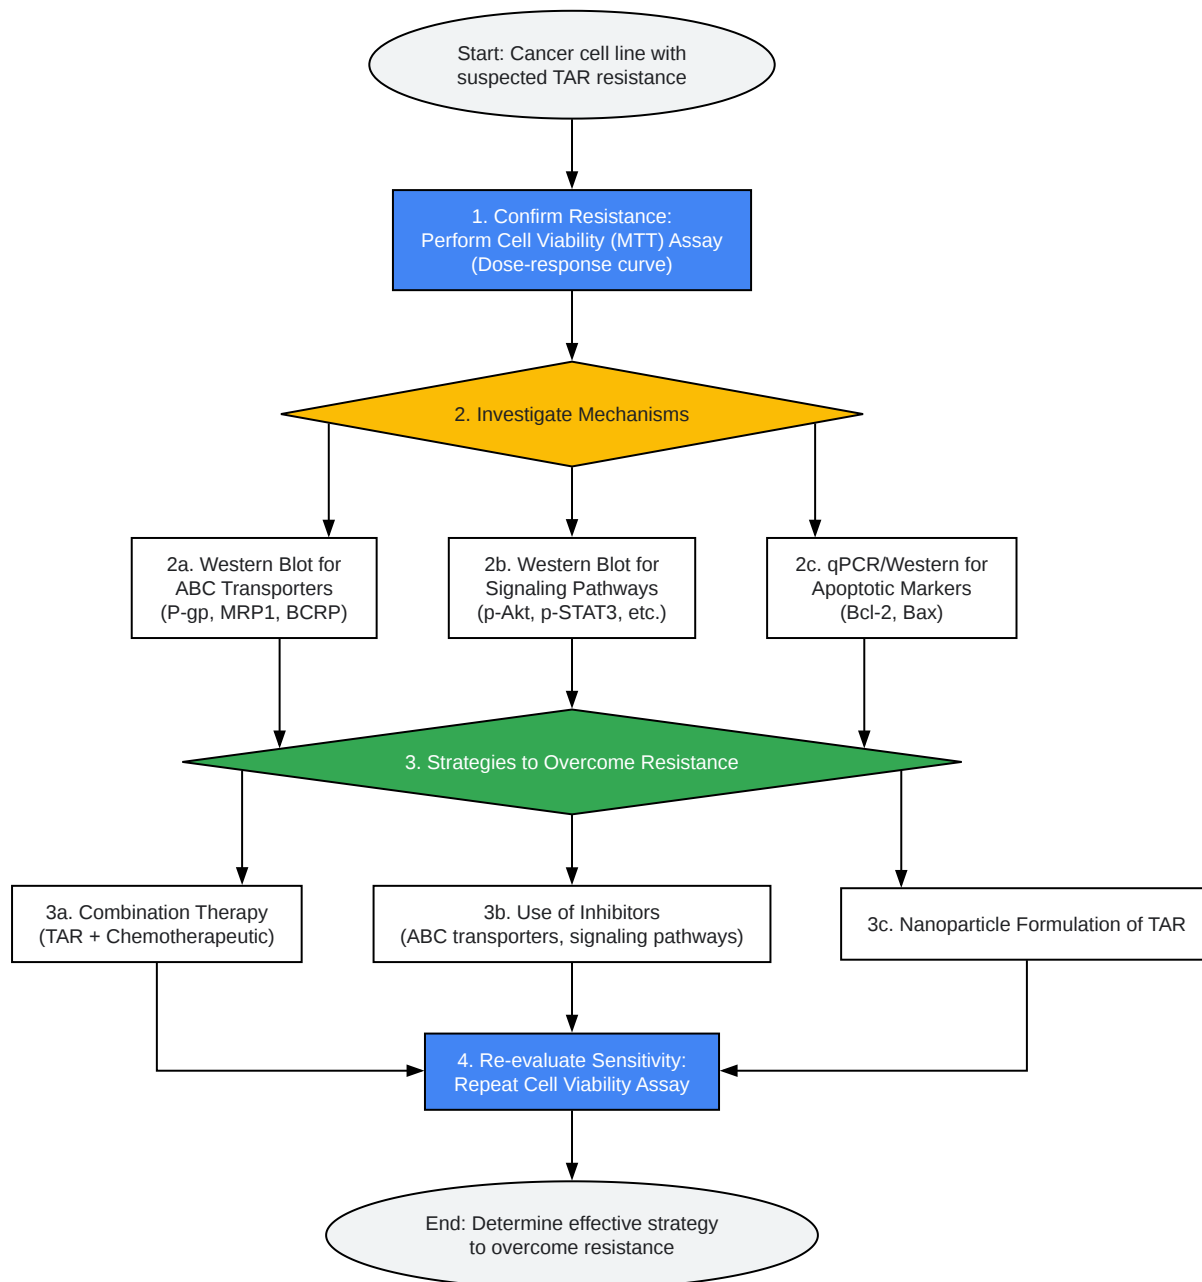 Start: Cancer cell line with
suspected TAR resistance
1. Confirm Resistance:
Perform Cell Viability (MTT) Assay
(Dose-response curve)
2. Investigate Mechanisms
2a. Western Blot for
ABC Transporters
(P-gp, MRP1, BCRP)
2b. Western Blot for
Signaling Pathways
(p-Akt, p-STAT3, etc.)
2c. qPCR/Western for
Apoptotic Markers
(Bcl-2, Bax)
3. Strategies to Overcome Resistance
3a. Combination Therapy
(TAR + Chemotherapeutic)
3b. Use of Inhibitors
(ABC transporters, signaling pathways)
3c. Nanoparticle Formulation of TAR
4. Re-evaluate Sensitivity:
Repeat Cell Viability Assay
End: Determine effective strategy
to overcome resistance